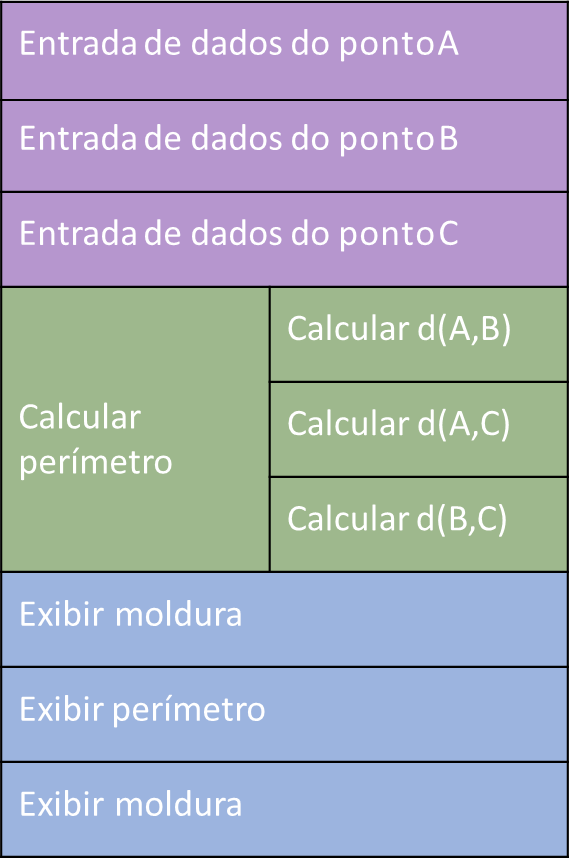 Entrada de dados do ponto A
Entrada de dados do ponto B
Entrada de dados do ponto C
Calcular
perímetro
Calcular d(A,B)
Calcular d(A,C)
Calcular d(B,C)
Exibir moldura
Exibir perímetro
Exibir moldura